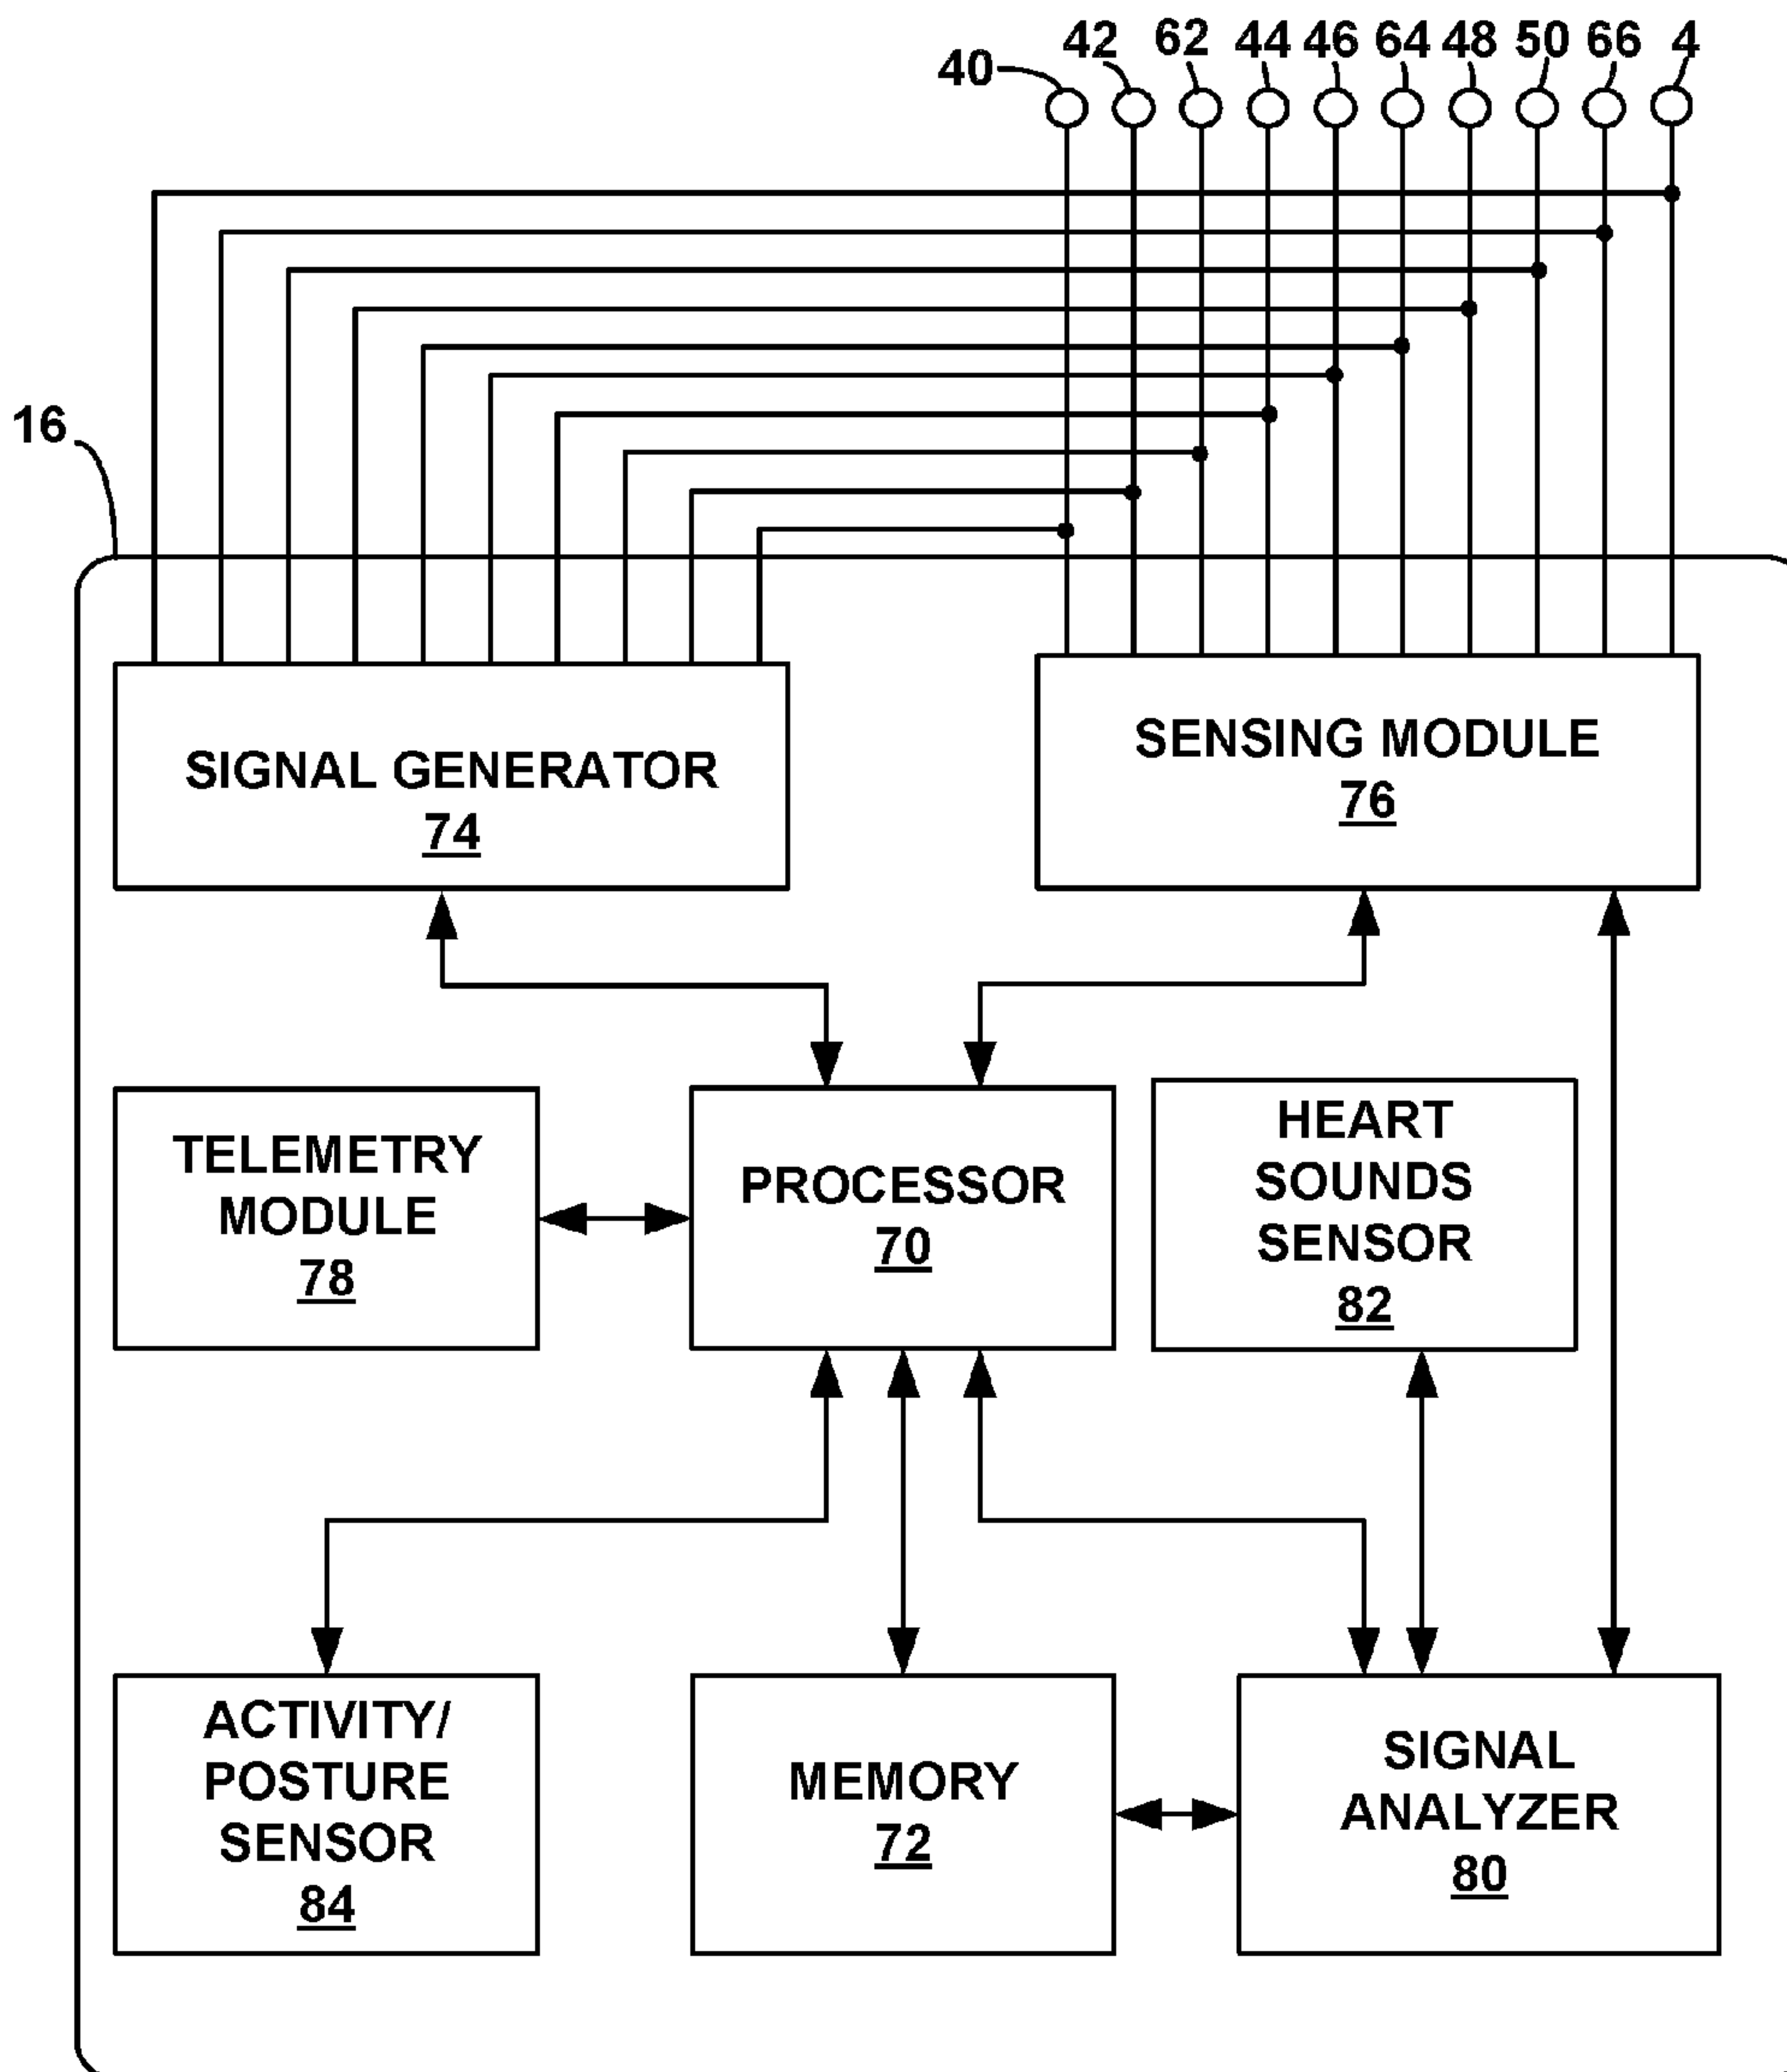 40 42 62 44 46 64 48 50 66 4
16
SIGNAL GENERATOR
74
SENSING MODULE
76
TELEMETRY
MODULE
78
PROCESSOR
70
HEART
SOUNDS
SENSOR
82
ACTIVITY/
POSTURE
SENSOR
84
MEMORY
72
SIGNAL
ANALYZER
80